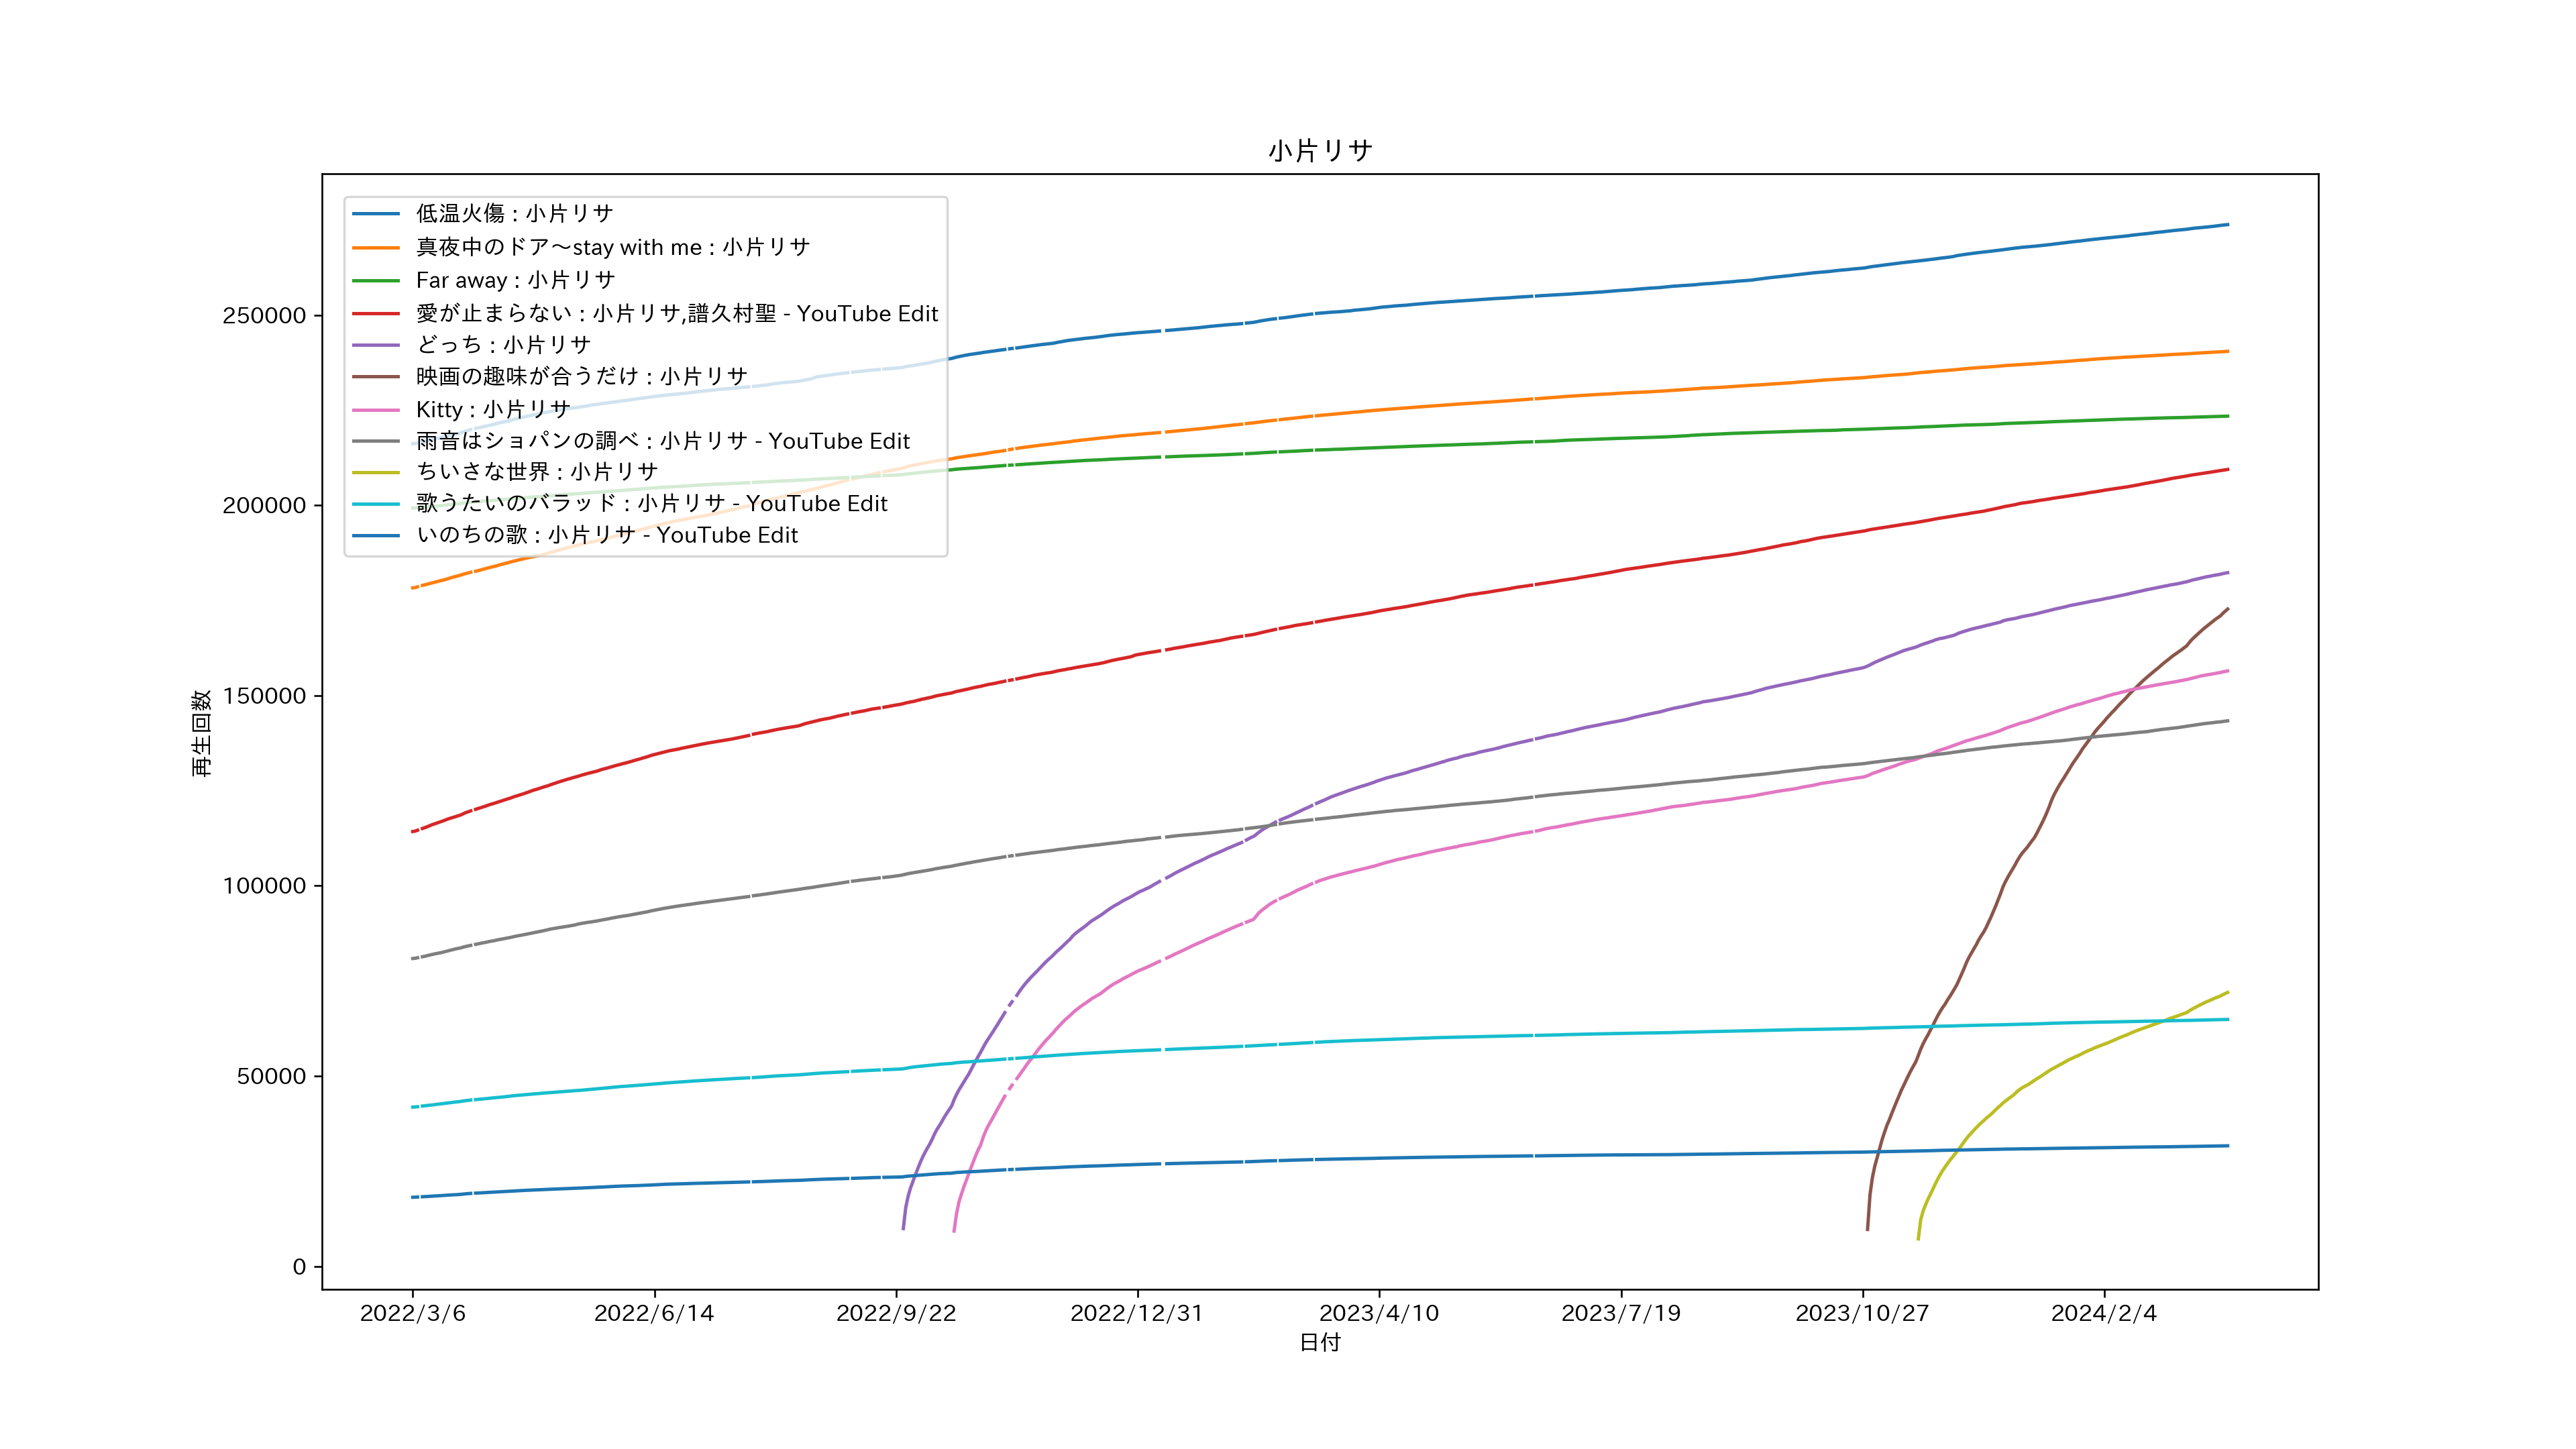 小片リサ
低温火傷 : 小片リサ
真夜中のドア～stay with me : 小片リサ
Far away : 小片リサ
愛が止まらない : 小片リサ,譜久村聖 - YouTube Edit
どっち : 小片リサ
映画の趣味が合うだけ : 小片リサ
Kitty : 小片リサ
雨音はショパンの調べ : 小片リサ - YouTube Edit
ちいさな世界 : 小片リサ
歌うたいのバラッド : 小片リサ - YouTube Edit
いのちの歌 : 小片リサ - YouTube Edit
250000
200000
150000
100000
50000
0
再生回数
2022/3/6 2022/6/14 2022/9/22 2022/12/31 2023/4/10 2023/7/19 2023/10/27 2024/2/4
日付